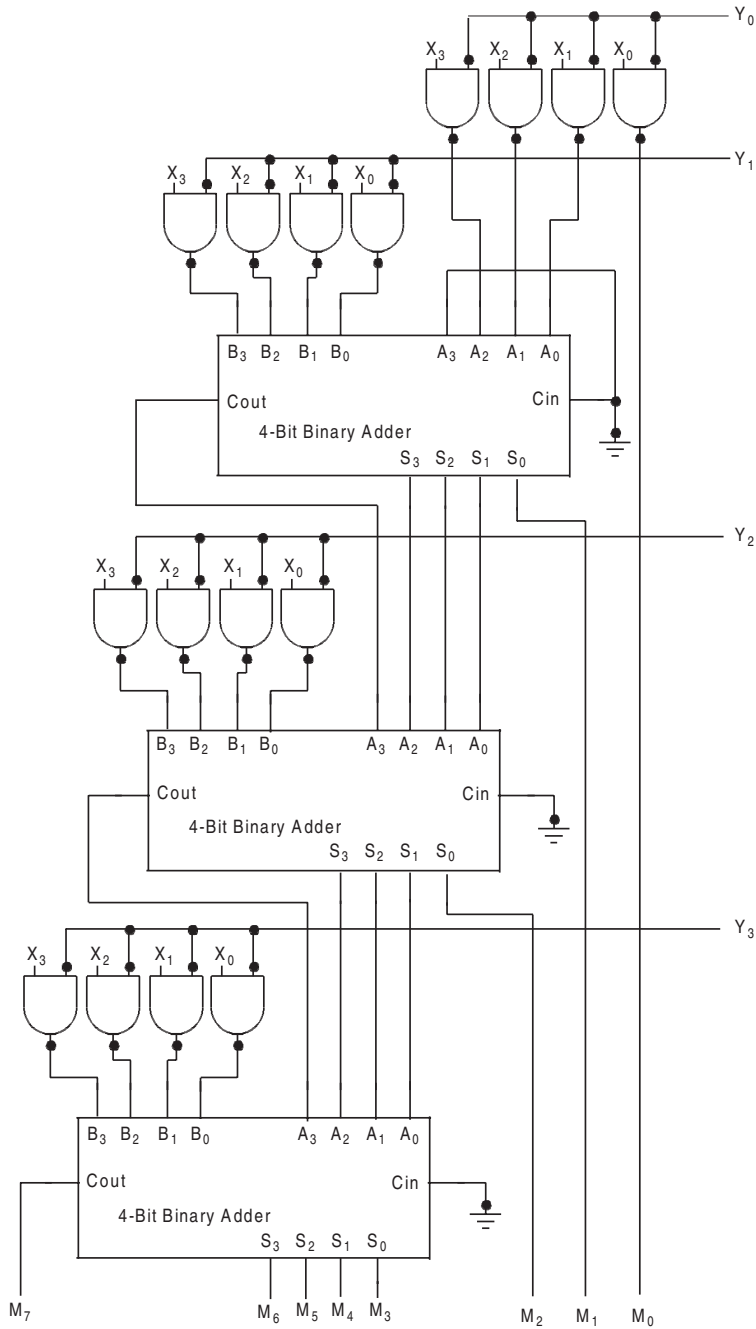 Y0
X3 X2 X1 X0
Y1
X3 X2 X1 X0
B3 B2 B1 B0 A3 A2 A1 A0
Cout Cin
4-Bit Binary Adder
S3 S2 S1 S0
Y2
X3 X2 X1 X0
B3 B2 B1 B0 A3 A2 A1 A0
Cout Cin
4-Bit Binary Adder
S3 S2 S1 S0
Y3
X3 X2 X1 X0
B3 B2 B1 B0 A3 A2 A1 A0
Cout Cin
4-Bit Binary Adder
S3 S2 S1 S0
M7 M6 M5 M4 M3 M2 M1 M0